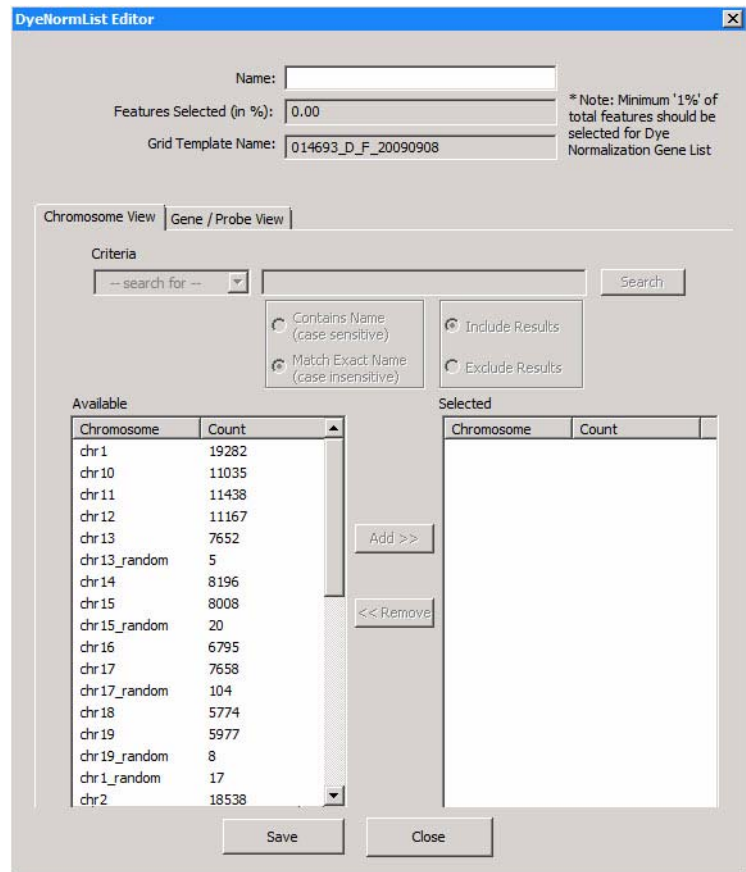 DyeNormList Editor
Name:
Features Selected (in %): 0.00
Grid Template Name: 014693_D_F_20090908
* Note: Minimum '1%' of
total features should be
selected for Dye
Normalization Gene List
Chromosome View Gene / Probe View
Criteria
-- search for -- Search
Contains Name
(case sensitive)
Match Exact Name
(case insensitive)
Include Results
Exclude Results
Available
Chromosome Count
chr1 19282
chr10 11035
chr11 11438
chr12 11167
chr13 7652
chr13_random 5
chr14 8196
chr15 8008
chr15_random 20
chr16 6795
chr17 7658
chr17_random 104
chr18 5774
chr19 5977
chr19_random 8
chr1_random 17
chr2 18538
Add >>
<< Remove
Selected
Chromosome Count
Save Close